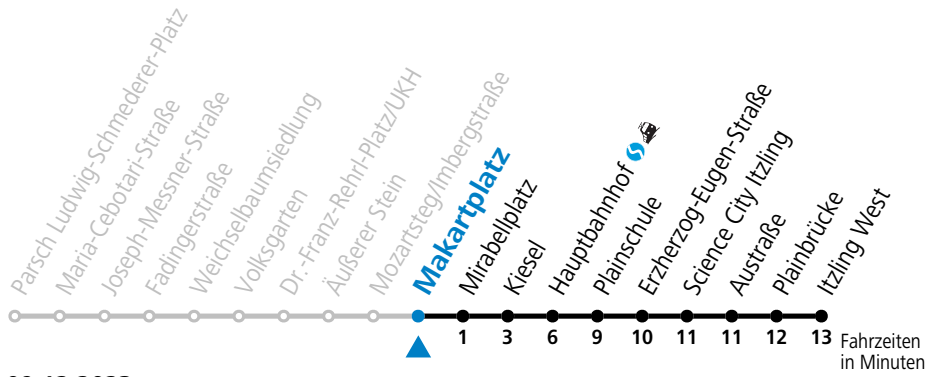 Parsch Ludwig-Schmederer-Platz
Maria-Cebotari-Straße
Joseph-Messner-Straße
Fadingerstraße
Weichselbaumsiedlung
Volksgarten
Dr.-Franz-Rehrl-Platz/UKH
Äußerer Stein
Mozartsteg/Imbergstraße
Makartplatz
Mirabellplatz
Kiesel
Hauptbahnhof
Plainschule
Erzherzog-Eugen-Straße
Science City Itzling
Austraße
Plainbrücke
Itzling West
1 3 6 9 10 11 11 12 13 Fahrzeiten
in Minuten